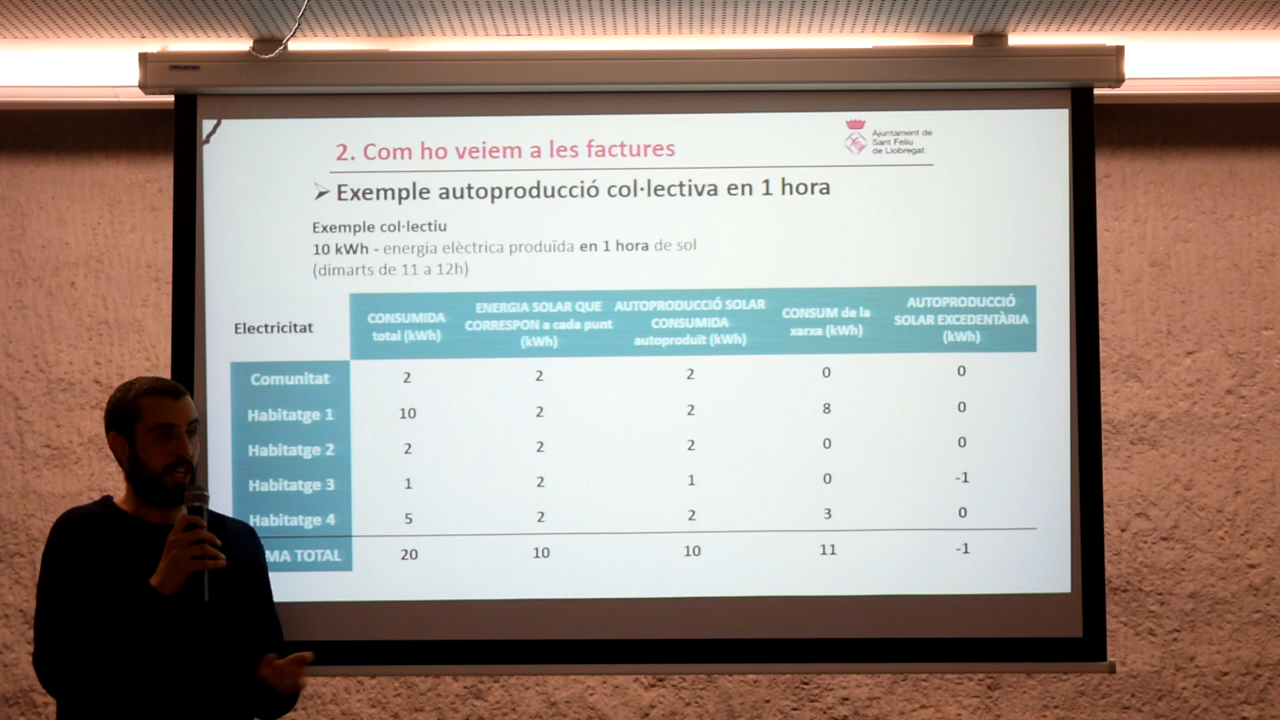 2. Com ho veiem a les factures
Ajuntament de
Sant Feliu
de Llobregat
➢ Exemple autoproducció col·lectiva en 1 hora
Exemple col·lectiu
10 kWh - energia elèctrica produïda en 1 hora de sol
(dimarts de 11 a 12h)
Electricitat
CONSUMIDA
total (kWh)
ENERGIA SOLAR QUE
CORRESPON a cada punt
(kWh)
AUTOPRODUCCIÓ SOLAR
CONSUMIDA
autoproduït (kWh)
CONSUM de la
xarxa (kWh)
AUTOPRODUCCIÓ
SOLAR EXCEDENTÀRIA
(kWh)
Comunitat 2 2 2 0 0
Habitatge 1 10 2 2 8 0
Habitatge 2 2 2 2 0 0
Habitatge 3 1 2 1 0 -1
Habitatge 4 5 2 2 3 0
MA TOTAL 20 10 10 11 -1